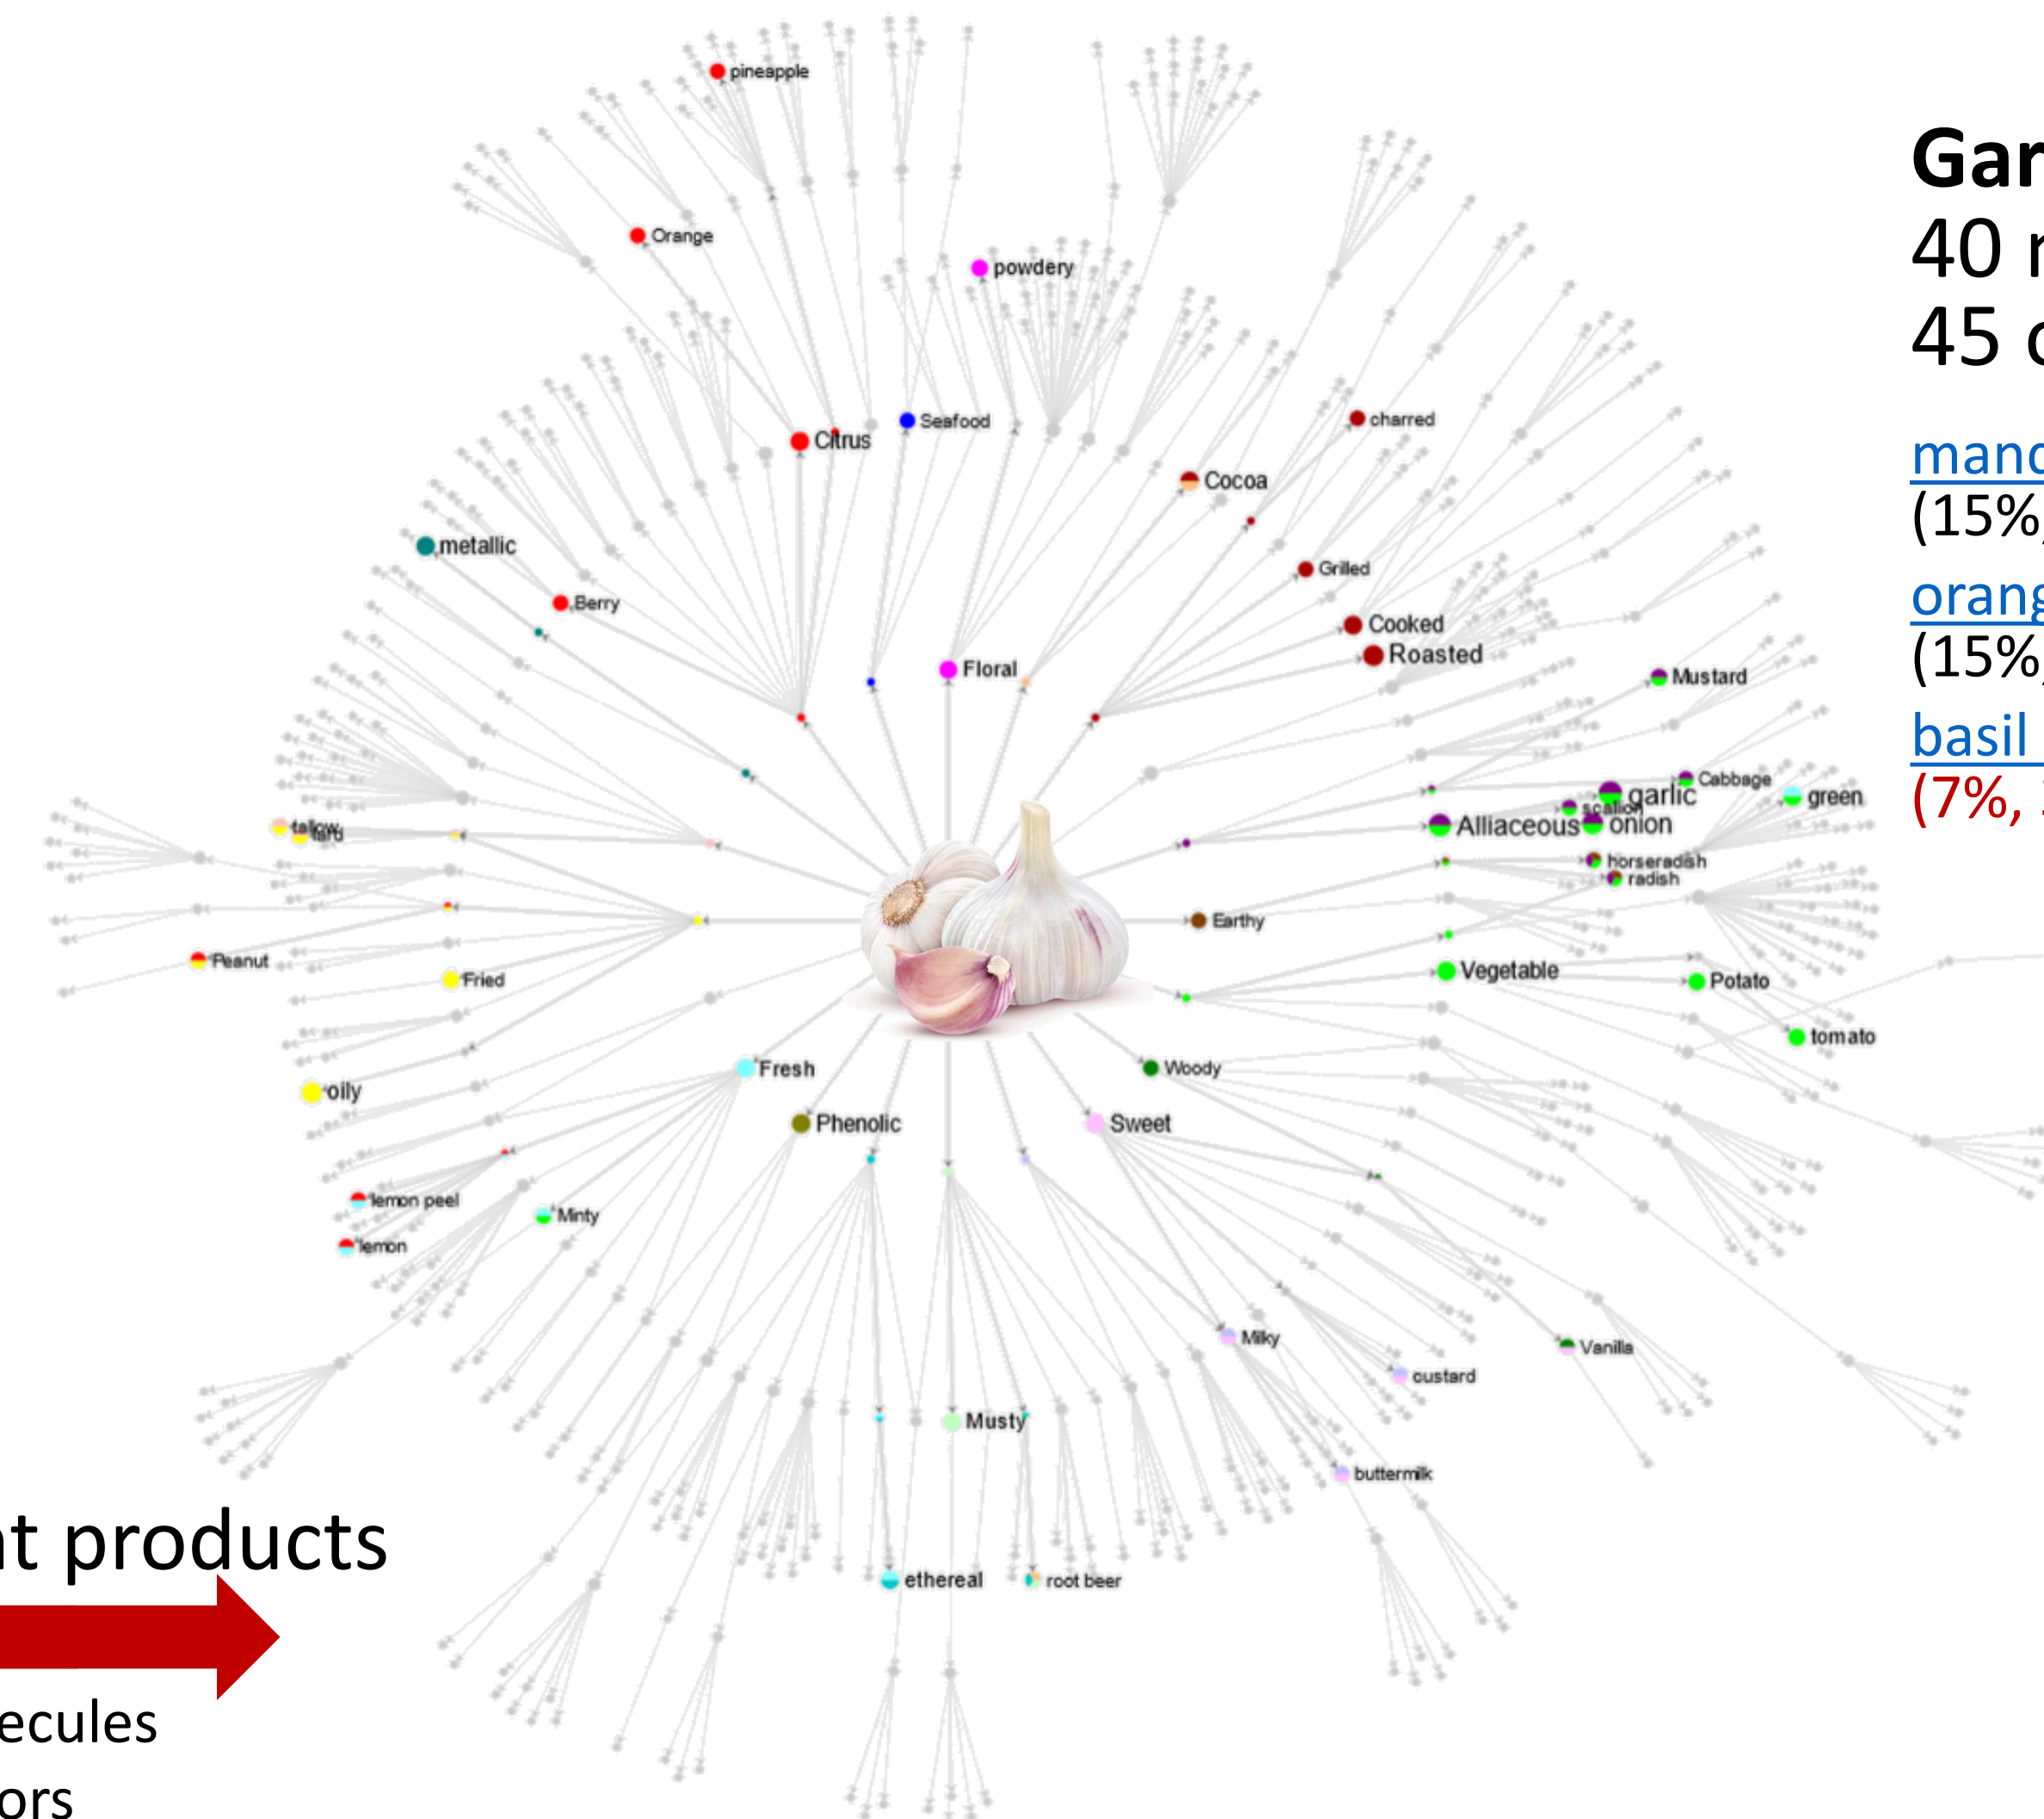 pineapple
Orange
powdery
Citrus
Seafood
charred
Cocoa
metallic
Grilled
Berry
Cooked
Roasted
Floral
Mustard
Cabbage
garlic
green
scallion
Alliaceous
onion
tallow
lard
horseradish
radish
Earthy
Peanut
Vegetable
Fried
Potato
tomato
oily
Fresh
Woody
Phenolic
Sweet
lemon peel
Minty
lemon
Milky
Vanilla
custard
Musty
buttermilk
ethereal
root beer
Gar
40
45
mand
(15%,
orang
(15%,
basil
(7%,
t products
ecules
ors